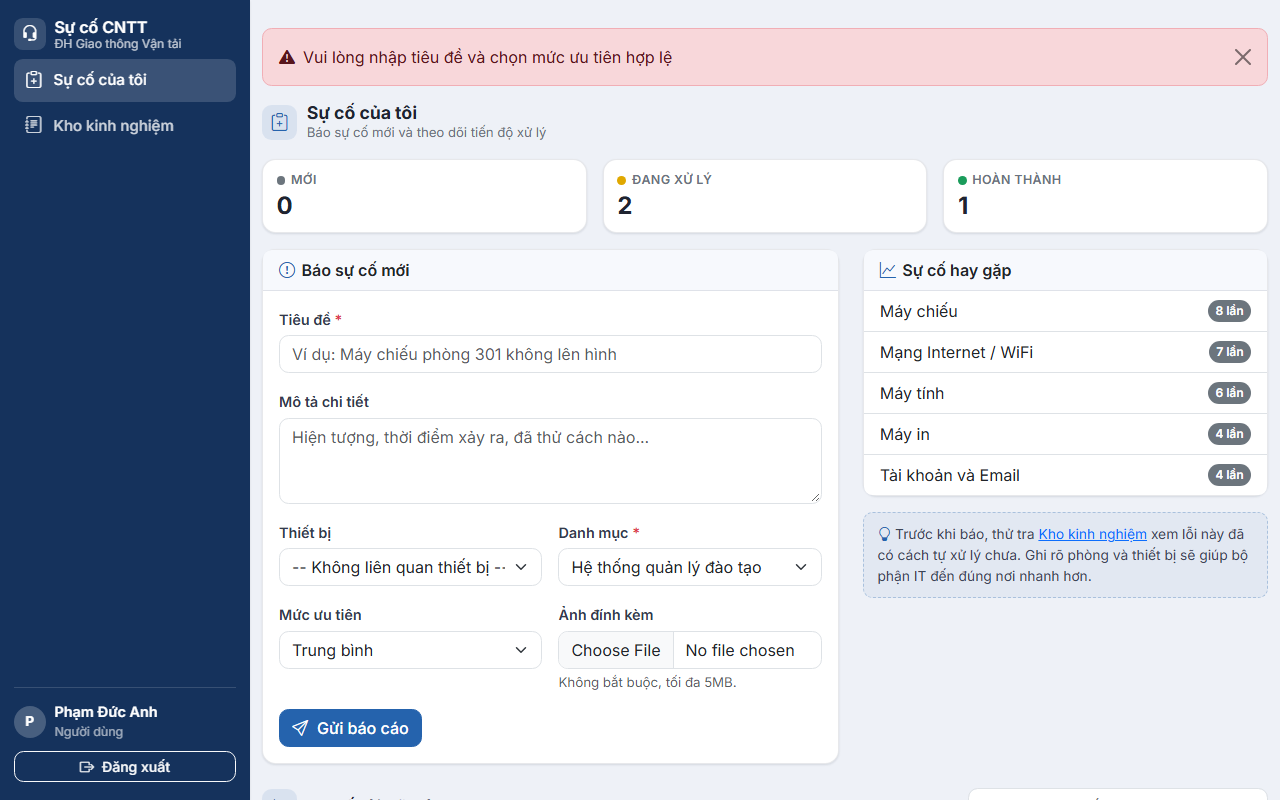 Sự cố CNTT
ĐH Giao thông Vận tải
Sự cố của tôi
Kho kinh nghiệm
Phạm Đức Anh
P
Người dùng
Đăng xuất
Vui lòng nhập tiêu đề và chọn mức ưu tiên hợp lệ
Sự cố của tôi
Báo sự cố mới và theo dõi tiến độ xử lý
MỚI
0
ĐANG XỬ LÝ
2
HOÀN THÀNH
1
Báo sự cố mới
Tiêu đề *
Ví dụ: Máy chiếu phòng 301 không lên hình
Mô tả chi tiết
Hiện tượng, thời điểm xảy ra, đã thử cách nào...
Thiết bị
-- Không liên quan thiết bị --
Danh mục *
Hệ thống quản lý đào tạo
Mức ưu tiên
Trung bình
Ảnh đính kèm
Choose File No file chosen
Không bắt buộc, tối đa 5MB.
Gửi báo cáo
Sự cố hay gặp
Máy chiếu 8 lần
Mạng Internet / WiFi 7 lần
Máy tính 6 lần
Máy in 4 lần
Tài khoản và Email 4 lần
Trước khi báo, thử tra Kho kinh nghiệm xem lỗi này đã
có cách tự xử lý chưa. Ghi rõ phòng và thiết bị sẽ giúp bộ
phận IT đến đúng nơi nhanh hơn.